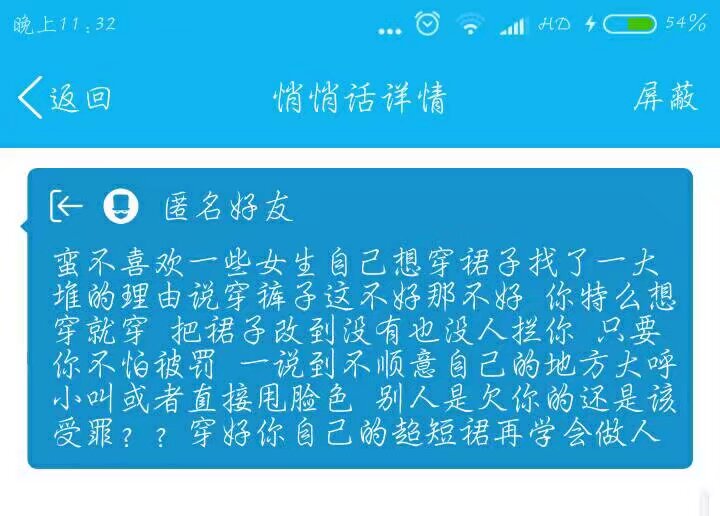 晚上11:32 HD 54%
返回 悄悄话详情 屏蔽
匿名好友
蛮不喜欢一些女生自己想穿裙子找了一大
堆的理由说穿裤子这不好那不好 你特么想
穿就穿 把裙子改到没有也没人拦你 只要
你不怕被罚 一说到不顺意自己的地方大呼
小叫或者直接甩脸色 别人是欠你的还是该
受罪？？穿好你自己的超短裙再学会做人